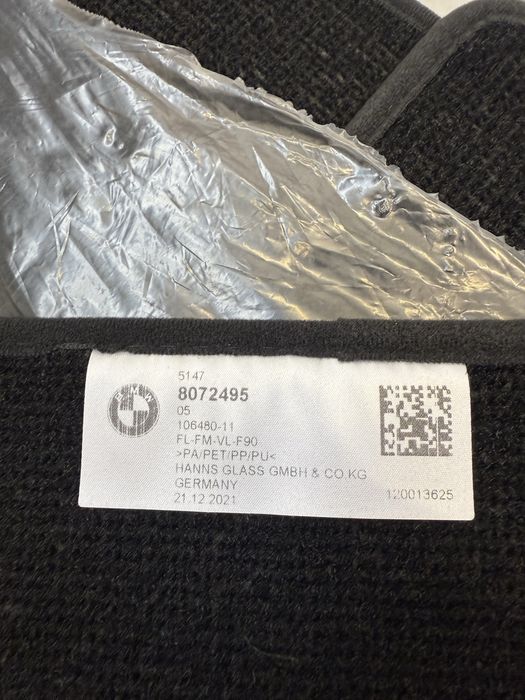 BMW
5147
8072495
05
106480-11
FL-FM-VL-F90
>PA/PET/PP/PU<
HANNS GLASS GMBH & CO.KG
GERMANY
21.12.2021
120013625